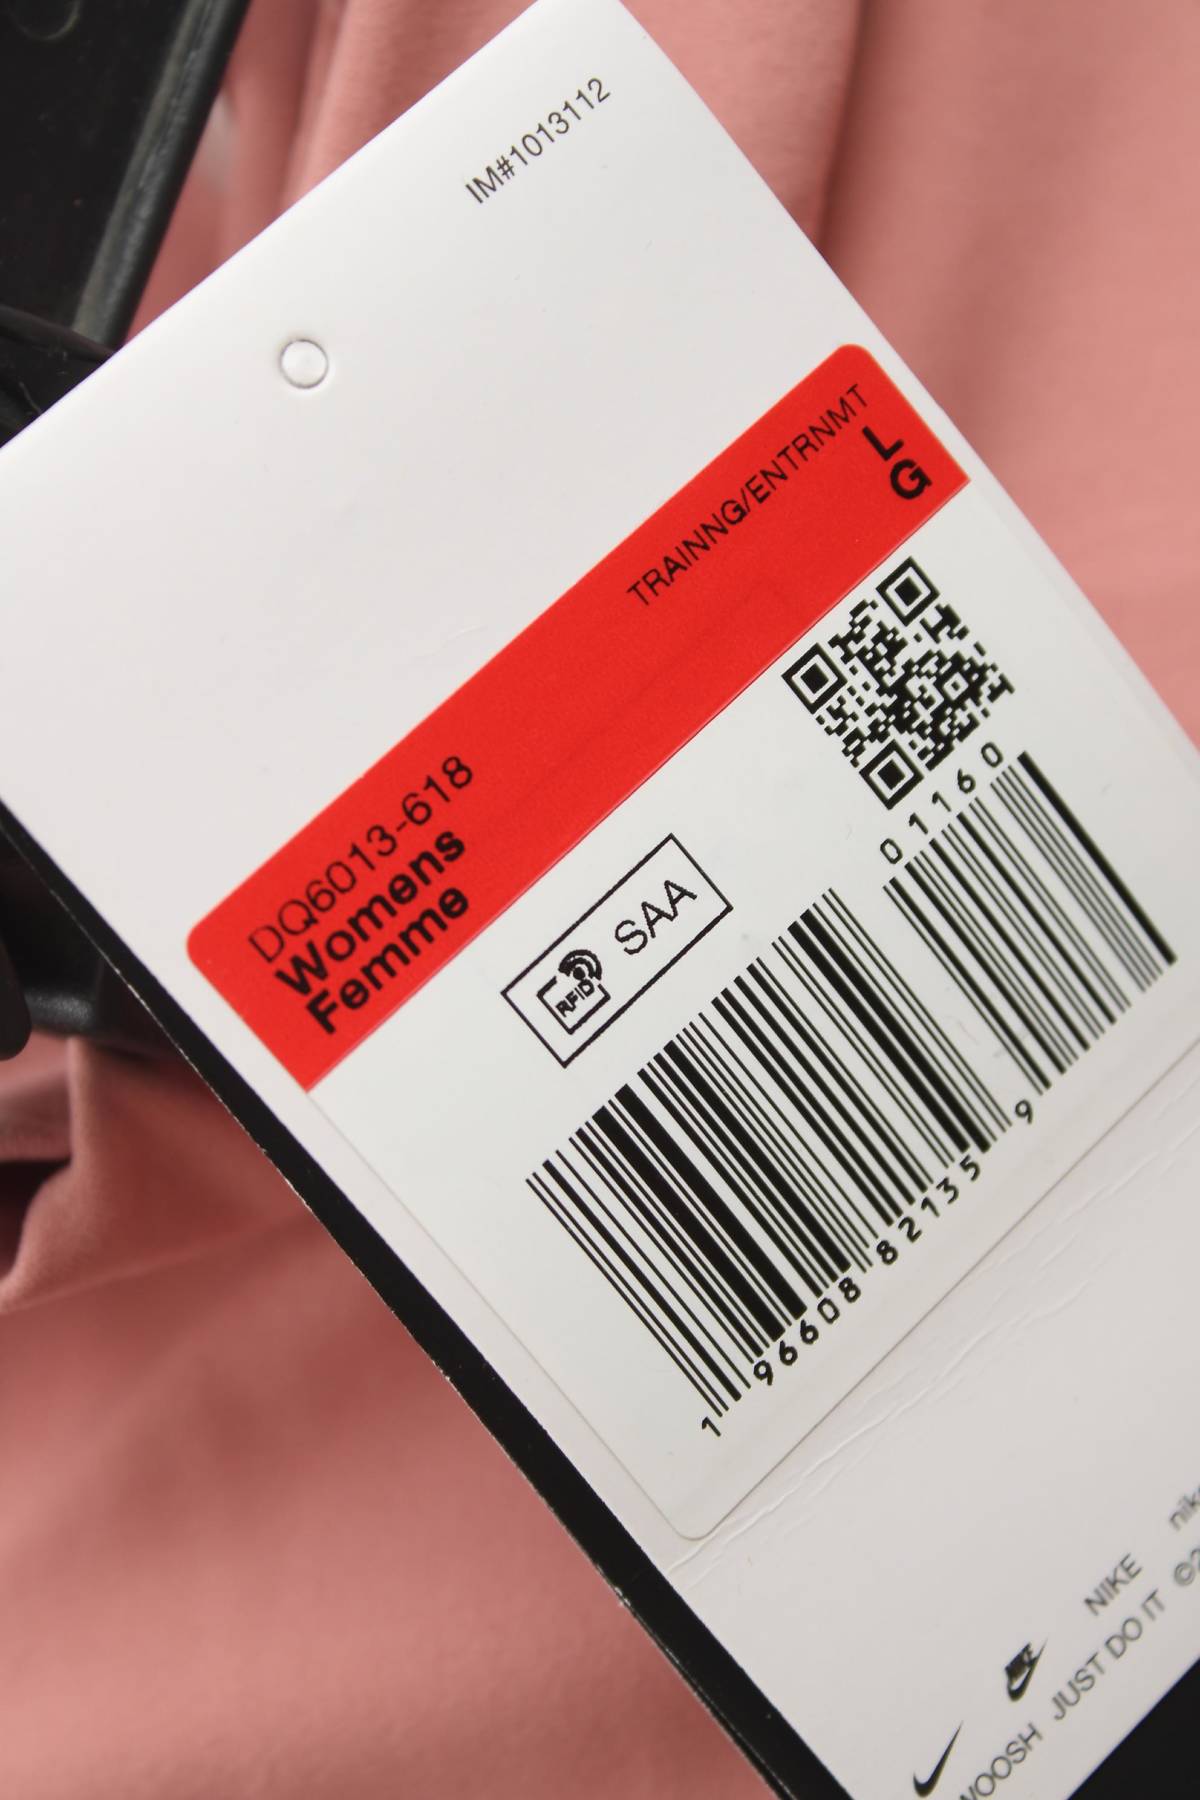 IM#1013112
TRAINNG/ENTRNMT
L
G
DQ6013-618
Womens
Femme
RFID SAA
01160
1 96608 82135 9
NIKE
NIKE
JUST DO IT